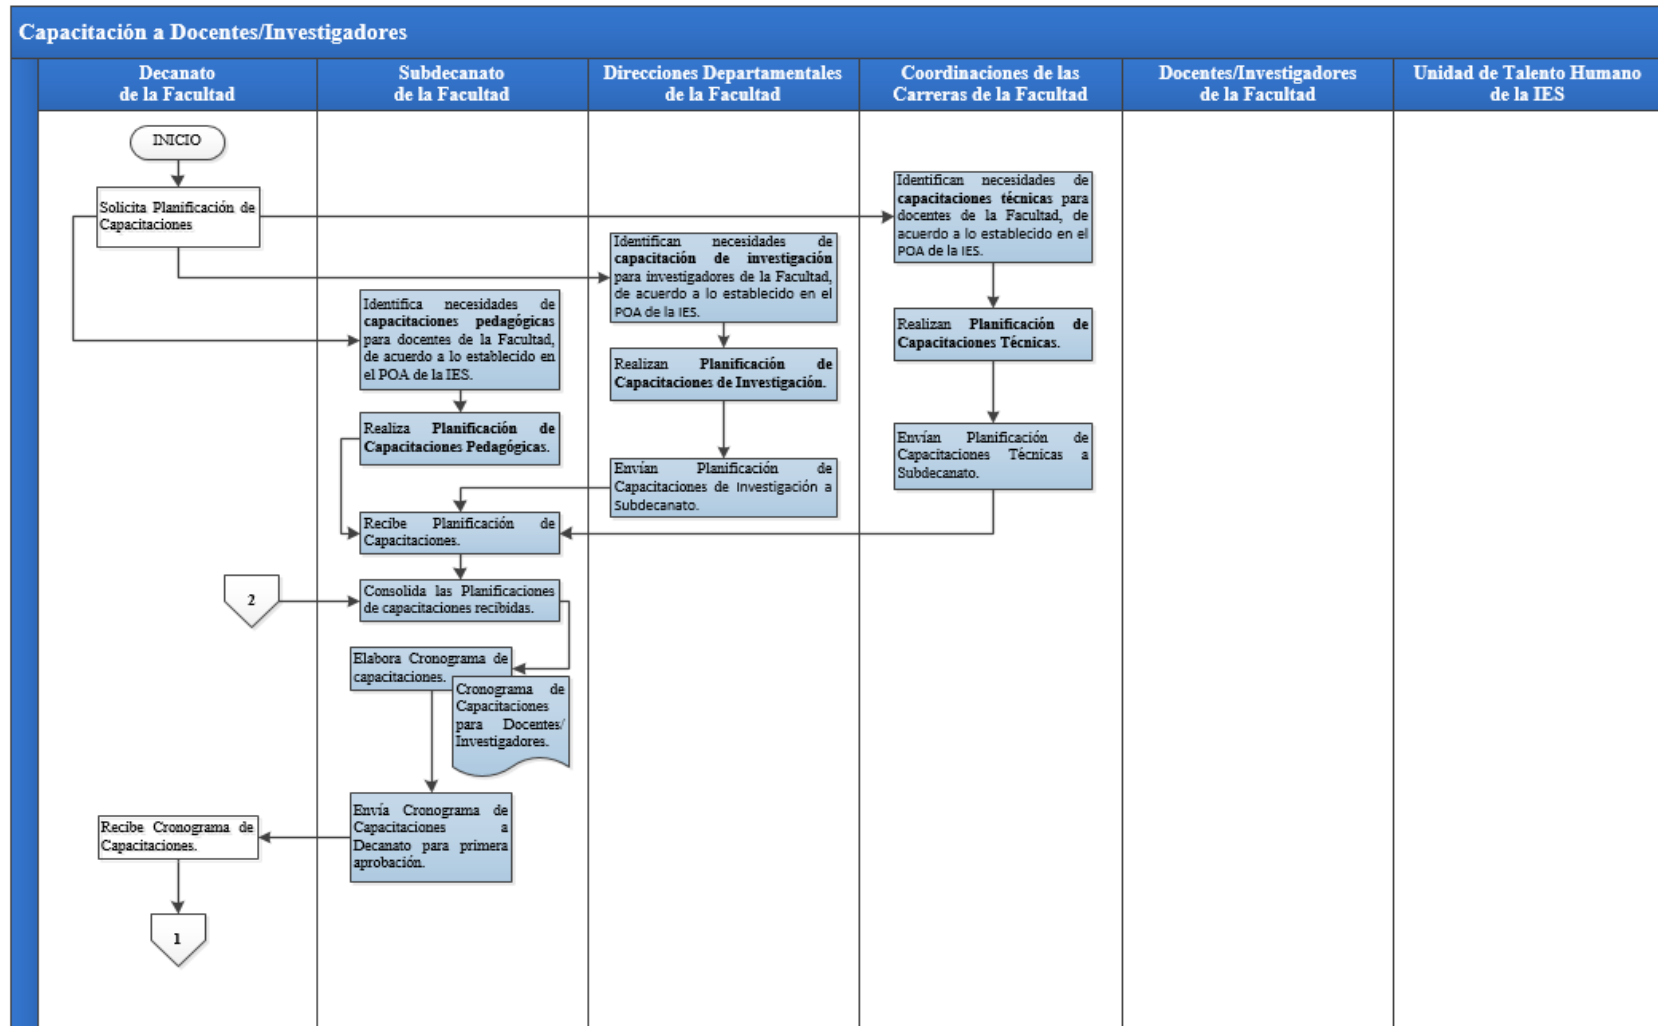 Capacitación a Docentes/Investigadores
Decanato
de la Facultad
Subdecanato
de la Facultad
Direcciones Departamentales
de la Facultad
Coordinaciones de las
Carreras de la Facultad
Docentes/Investigadores
de la Facultad
Unidad de Talento Humano
de la IES
INICIO
Solicita Planificación de
Capacitaciones
Identifican necesidades de
capacitaciones técnicas para
docentes de la Facultad, de
acuerdo a lo establecido en el
POA de la IES.
Identifican necesidades de
capacitación de investigación
para investigadores de la Facultad,
de acuerdo a lo establecido en el
POA de la IES.
Identifica necesidades de
capacitaciones pedagógicas
para docentes de la Facultad,
de acuerdo a lo establecido en
el POA de la IES.
Realizan Planificación de
Capacitaciones Técnicas.
Realizan Planificación de
Capacitaciones de Investigación.
Realiza Planificación de
Capacitaciones Pedagógicas.
Envían Planificación de
Capacitaciones Técnicas a
Subdecanato.
Envían Planificación de
Capacitaciones de Investigación a
Subdecanato.
Recibe Planificación de
Capacitaciones.
2
Consolida las Planificaciones
de capacitaciones recibidas.
Elabora Cronograma de
capacitaciones.
Cronograma de
Capacitaciones
para Docentes/
Investigadores.
Envía Cronograma de
Capacitaciones a
Decanato para primera
aprobación.
Recibe Cronograma de
Capacitaciones.
1